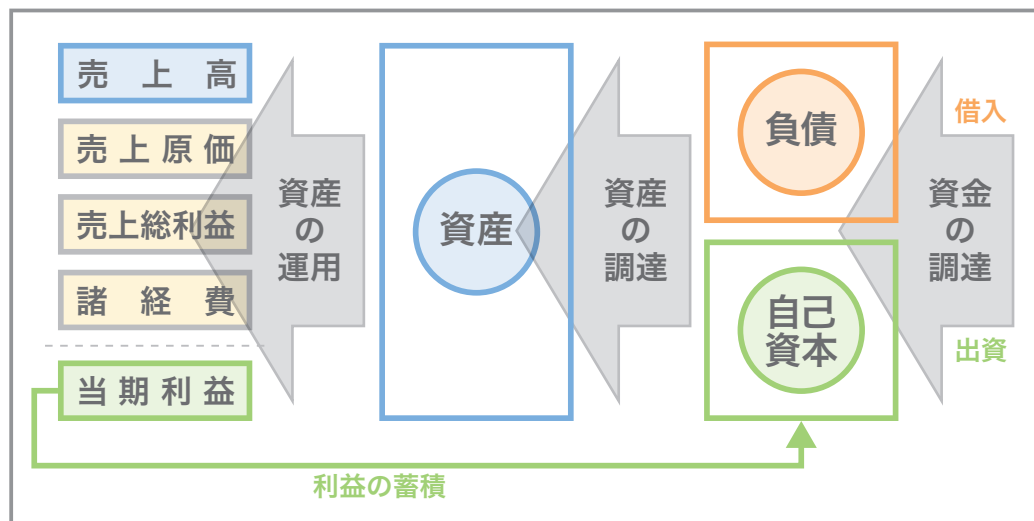 売上高
売上原価
売上総利益
諸経費
当期利益
資産
の
運用
資産
資産
の
調達
負債
自己
資本
借入
資金
の
調達
出資
利益の蓄積